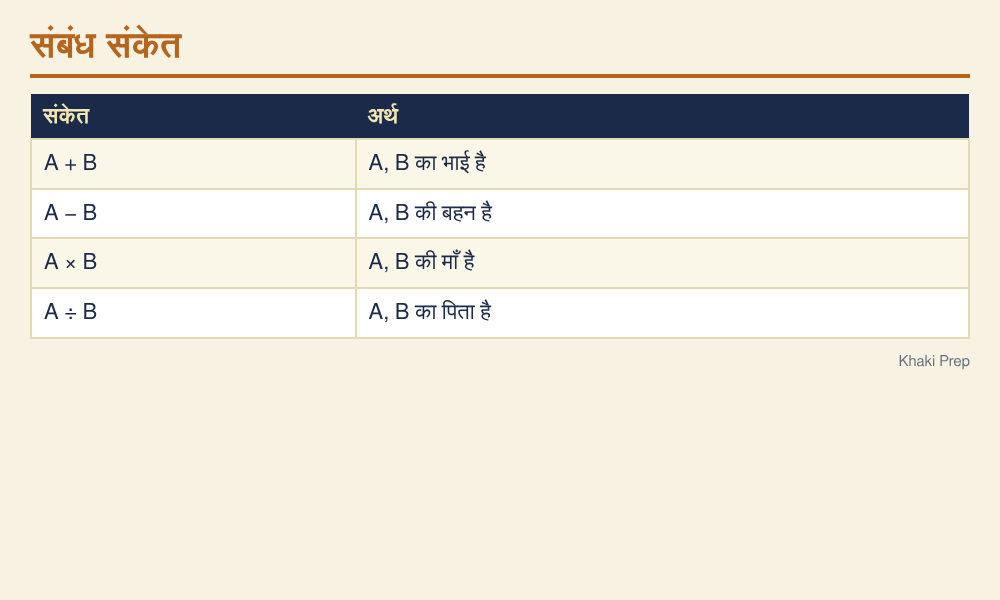 संबंध संकेत
संकेत अर्थ
A + B A, B का भाई है
A − B A, B की बहन है
A × B A, B की माँ है
A ÷ B A, B का पिता है
Khaki Prep